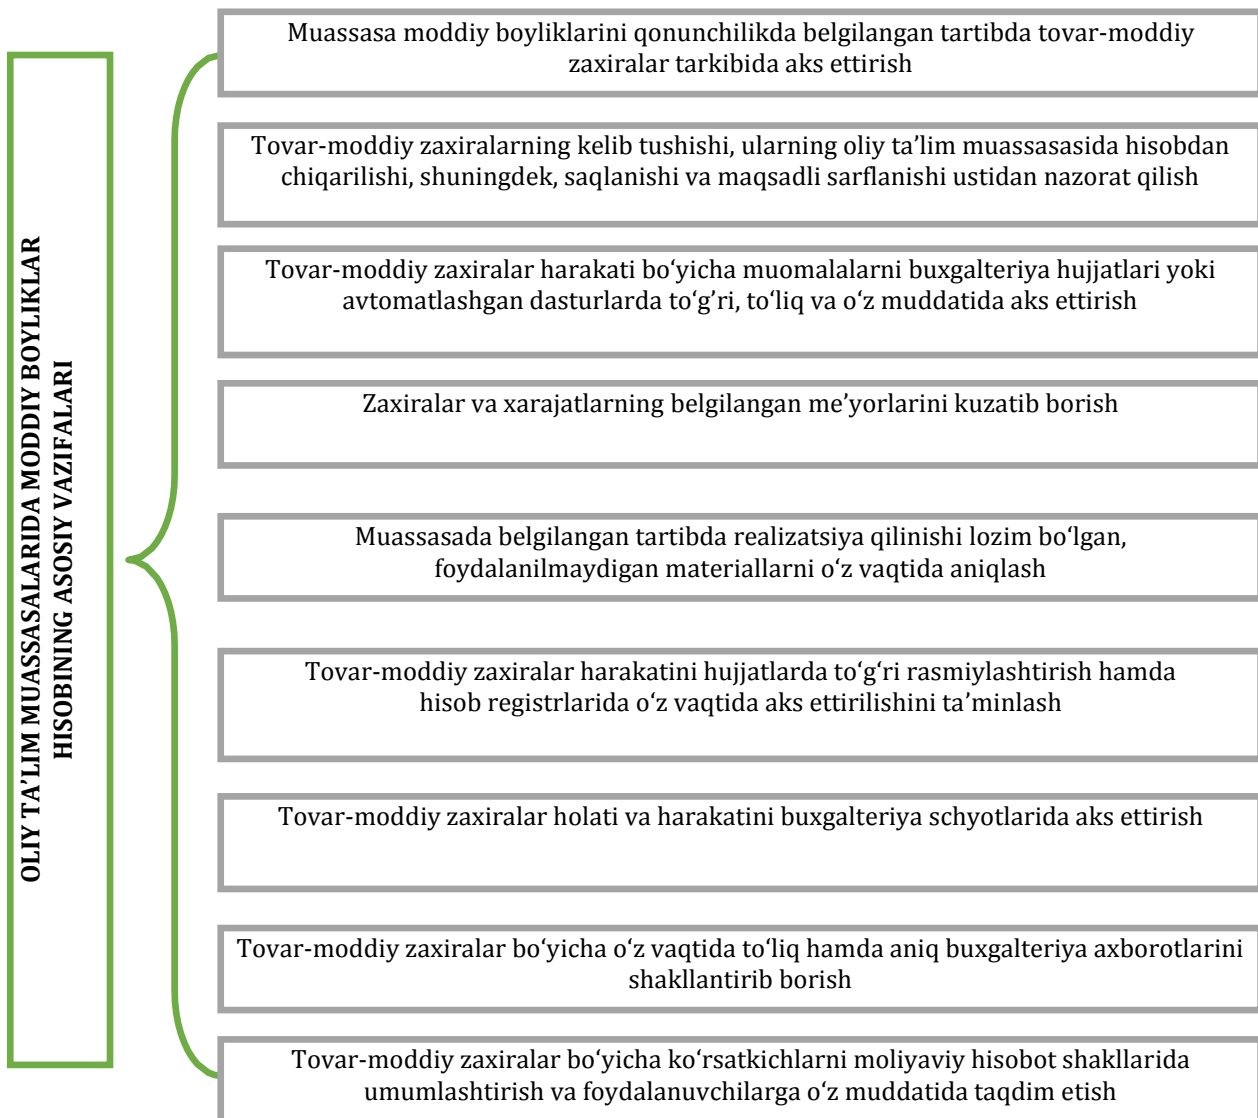 OLIY TA’LIM MUASSASALARIDA MODDIY BOYLIKLAR
HISOBINING ASOSIY VAZIFALARI
Muassasa moddiy boyliklarini qonunchilikda belgilangan tartibda tovar-moddiy
zaxiralar tarkibida aks ettirish
Tovar-moddiy zaxiralarning kelib tushishi, ularning oliy ta’lim muassasasida hisobdan
chiqarilishi, shuningdek, saqlanishi va maqsadli sarflanishi ustidan nazorat qilish
Tovar-moddiy zaxiralar harakati bo‘yicha muomalalarni buxgalteriya hujjatlari yoki
avtomatlashgan dasturlarda to‘g’ri, to‘liq va o‘z muddatida aks ettirish
Zaxiralar va xarajatlarning belgilangan me’yorlarini kuzatib borish
Muassasada belgilangan tartibda realizatsiya qilinishi lozim bo‘lgan,
foydalanilmaydigan materiallarni o‘z vaqtida aniqlash
Tovar-moddiy zaxiralar harakatini hujjatlarda to‘g‘ri rasmiylashtirish hamda
hisob registrlarida o‘z vaqtida aks ettirilishini ta’minlash
Tovar-moddiy zaxiralar holati va harakatini buxgalteriya schyotlarida aks ettirish
Tovar-moddiy zaxiralar bo‘yicha o‘z vaqtida to‘liq hamda aniq buxgalteriya axborotlarini
shakllantirib borish
Tovar-moddiy zaxiralar bo‘yicha ko‘rsatkichlarni moliyaviy hisobot shakllarida
umumlashtirish va foydalanuvchilarga o‘z muddatida taqdim etish